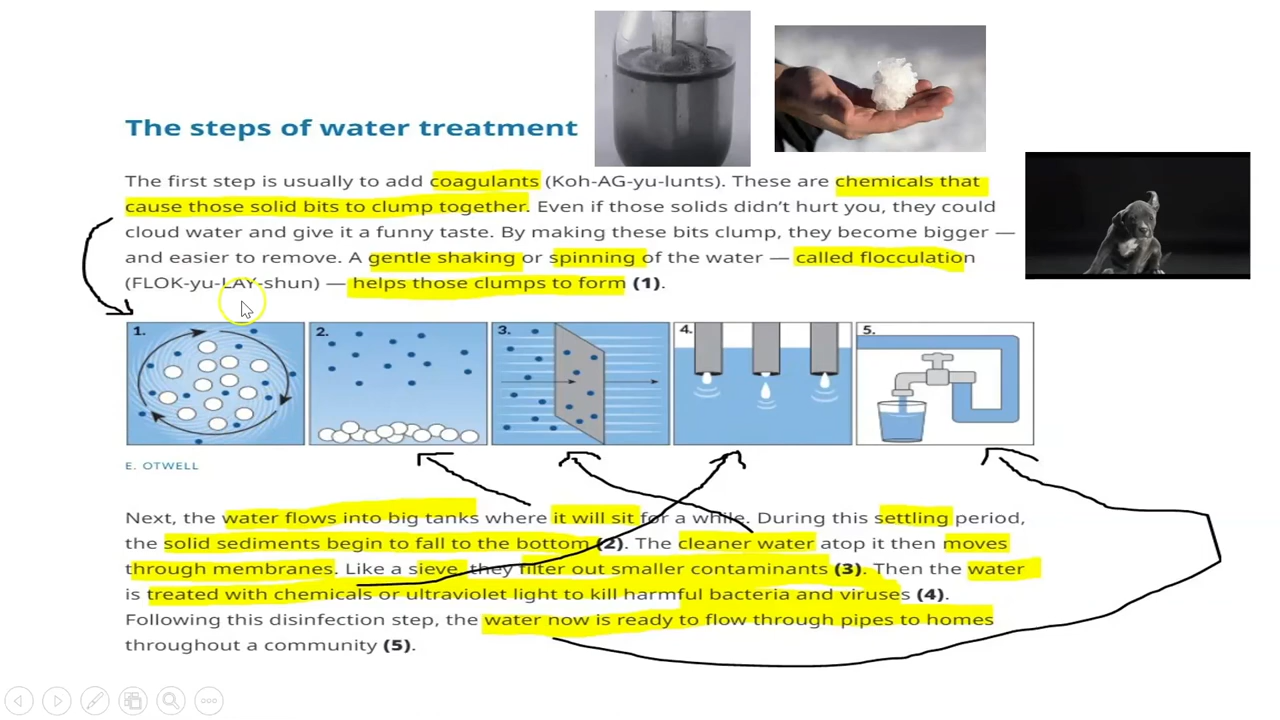 The steps of water treatment
The first step is usually to add coagulants (Koh-AG-yu-lunts). These are chemicals that
cause those solid bits to clump together. Even if those solids didn’t hurt you, they could
cloud water and give it a funny taste. By making these bits clump, they become bigger —
and easier to remove. A gentle shaking or spinning of the water — called flocculation
(FLOK-yu-LAY-shun) — helps those clumps to form (1).
1. 2. 3. 4. 5.
E. OTWELL
Next, the water flows into big tanks where it will sit for a while. During this settling period,
the solid sediments begin to fall to the bottom (2). The cleaner water atop it then moves
through membranes. Like a sieve, they filter out smaller contaminants (3). Then the water
is treated with chemicals or ultraviolet light to kill harmful bacteria and viruses (4).
Following this disinfection step, the water now is ready to flow through pipes to homes
throughout a community (5).